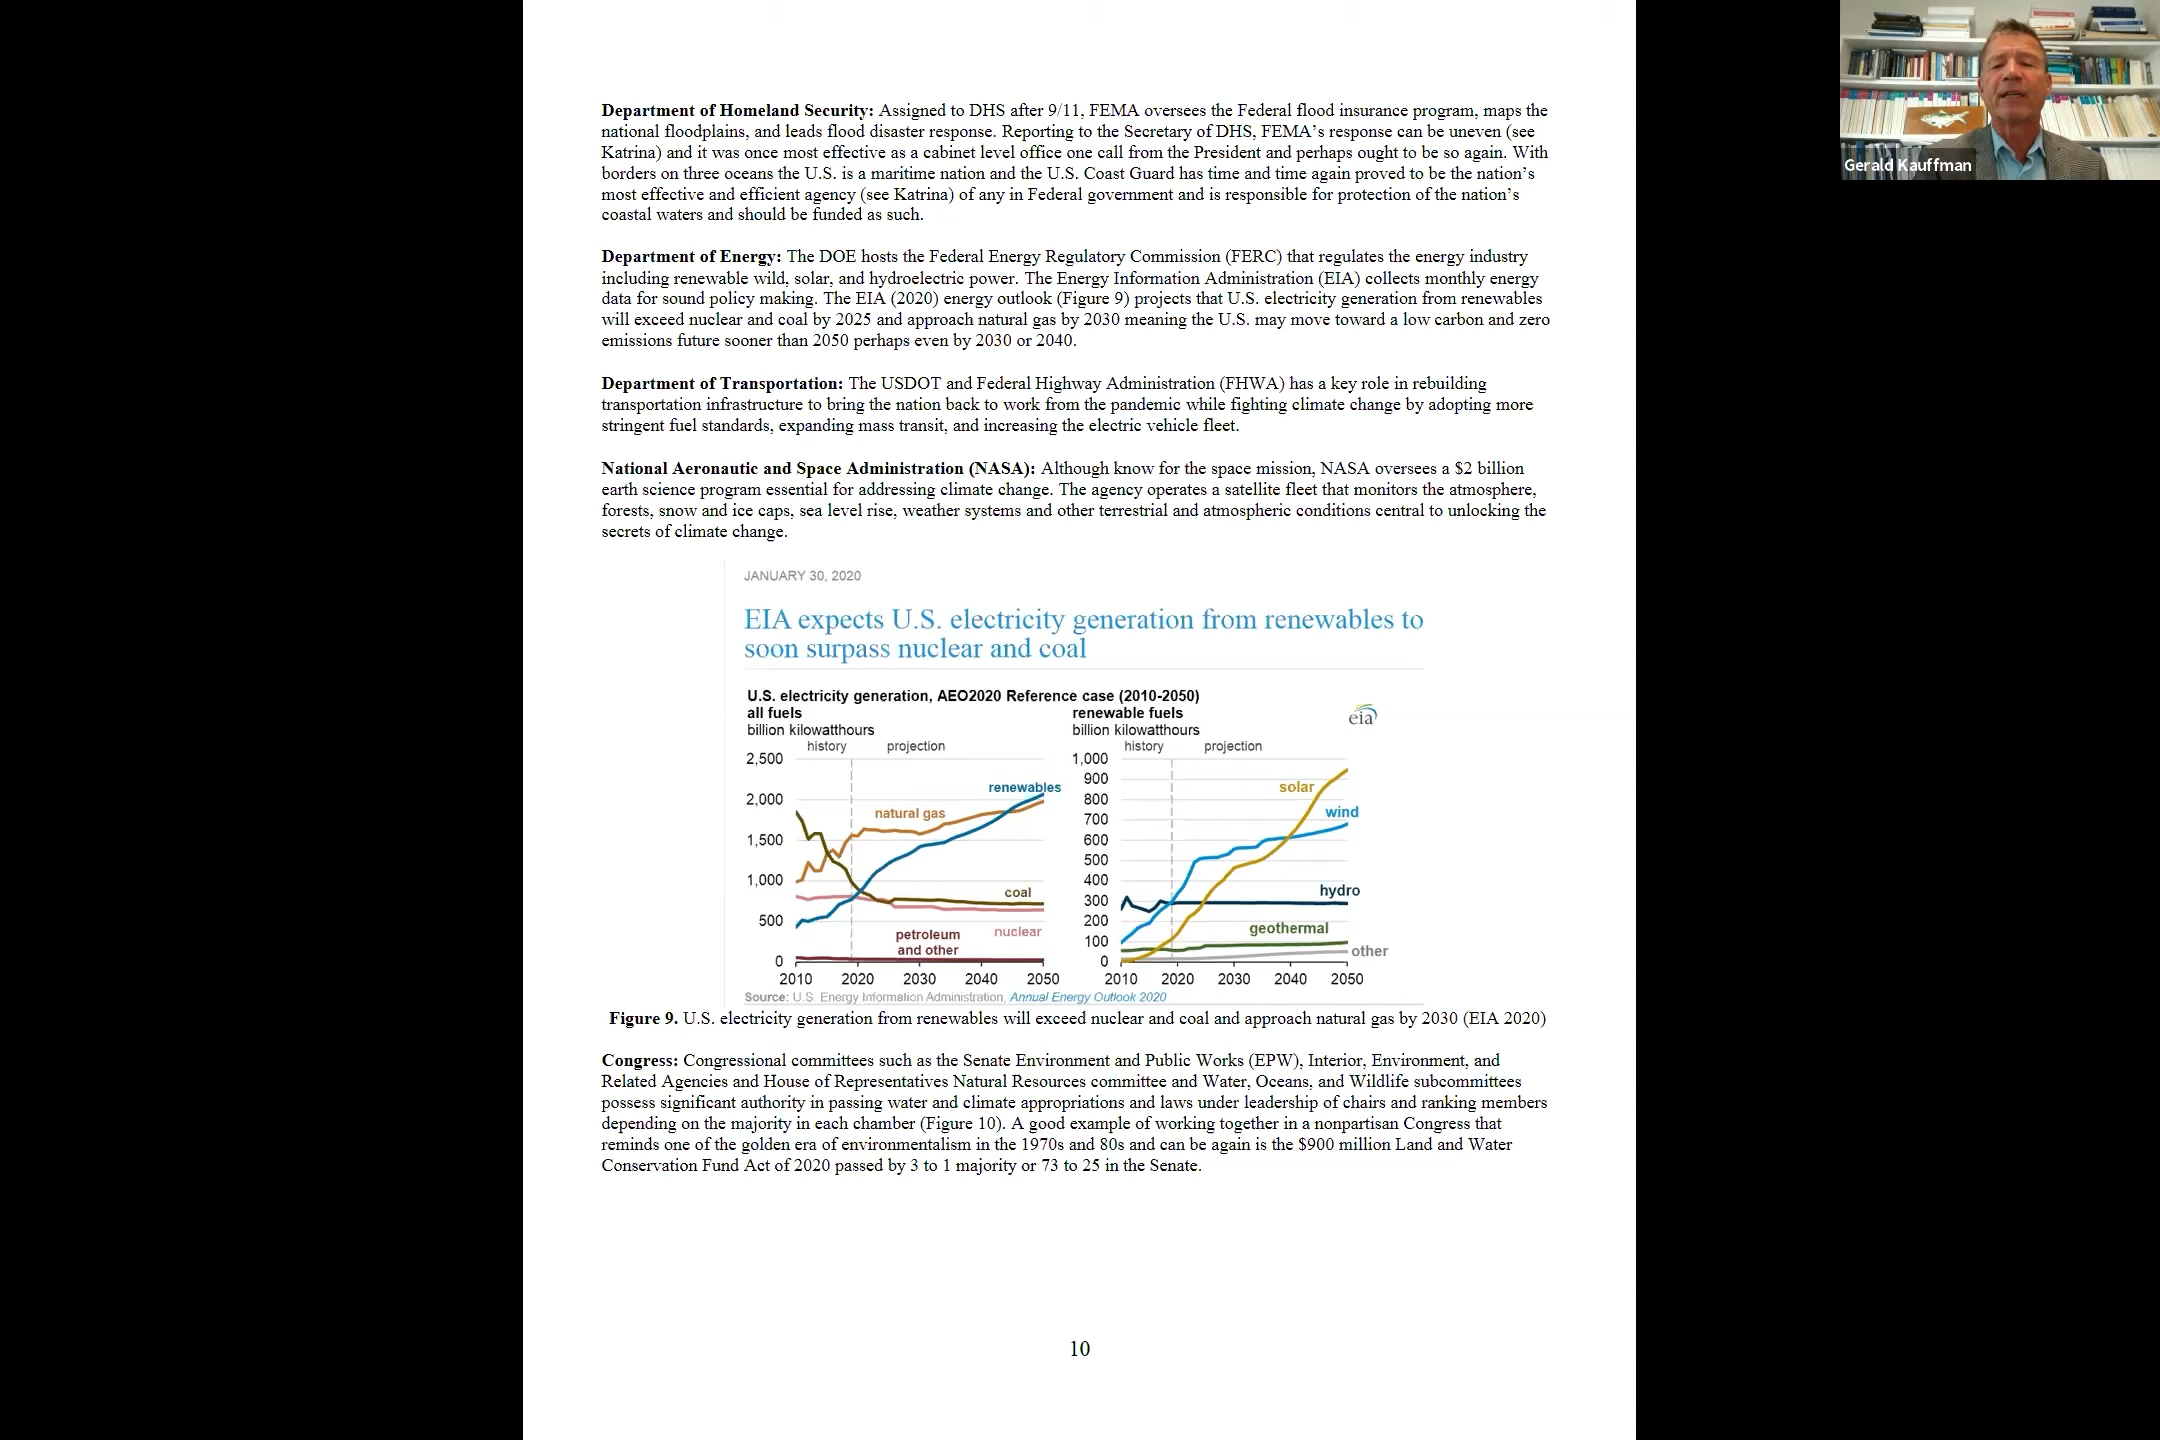 Department of Homeland Security: Assigned to DHS after 9/11, FEMA oversees the Federal flood insurance program, maps the
national floodplains, and leads flood disaster response. Reporting to the Secretary of DHS, FEMA’s response can be uneven (see
Katrina) and it was once most effective as a cabinet level office one call from the President and perhaps ought to be so again. With
borders on three oceans the U.S. is a maritime nation and the U.S. Coast Guard has time and time again proved to be the nation’s
most effective and efficient agency (see Katrina) of any in Federal government and is responsible for protection of the nation’s
coastal waters and should be funded as such.
Department of Energy: The DOE hosts the Federal Energy Regulatory Commission (FERC) that regulates the energy industry
including renewable wild, solar, and hydroelectric power. The Energy Information Administration (EIA) collects monthly energy
data for sound policy making. The EIA (2020) energy outlook (Figure 9) projects that U.S. electricity generation from renewables
will exceed nuclear and coal by 2025 and approach natural gas by 2030 meaning the U.S. may move toward a low carbon and zero
emissions future sooner than 2050 perhaps even by 2030 or 2040.
Department of Transportation: The USDOT and Federal Highway Administration (FHWA) has a key role in rebuilding
transportation infrastructure to bring the nation back to work from the pandemic while fighting climate change by adopting more
stringent fuel standards, expanding mass transit, and increasing the electric vehicle fleet.
National Aeronautic and Space Administration (NASA): Although know for the space mission, NASA oversees a $2 billion
earth science program essential for addressing climate change. The agency operates a satellite fleet that monitors the atmosphere,
forests, snow and ice caps, sea level rise, weather systems and other terrestrial and atmospheric conditions central to unlocking the
secrets of climate change.
JANUARY 30, 2020
EIA expects U.S. electricity generation from renewables to
soon surpass nuclear and coal
U.S. electricity generation, AEO2020 Reference case (2010-2050)
all fuels
billion kilowatthours
history projection
2,500
2,000
1,500
1,000
500
0
renewables
natural gas
coal
nuclear
petroleum
and other
2010 2020 2030 2040 2050
renewable fuels
billion kilowatthours
eia
history projection
1,000
900
800
700
600
500
400
300
200
100
0
solar
wind
hydro
geothermal
other
2010 2020 2030 2040 2050
Source: U.S. Energy Information Administration, Annual Energy Outlook 2020
Figure 9. U.S. electricity generation from renewables will exceed nuclear and coal and approach natural gas by 2030 (EIA 2020)
Congress: Congressional committees such as the Senate Environment and Public Works (EPW), Interior, Environment, and
Related Agencies and House of Representatives Natural Resources committee and Water, Oceans, and Wildlife subcommittees
possess significant authority in passing water and climate appropriations and laws under leadership of chairs and ranking members
depending on the majority in each chamber (Figure 10). A good example of working together in a nonpartisan Congress that
reminds one of the golden era of environmentalism in the 1970s and 80s and can be again is the $900 million Land and Water
Conservation Fund Act of 2020 passed by 3 to 1 majority or 73 to 25 in the Senate.
10
Gerald Kauffman